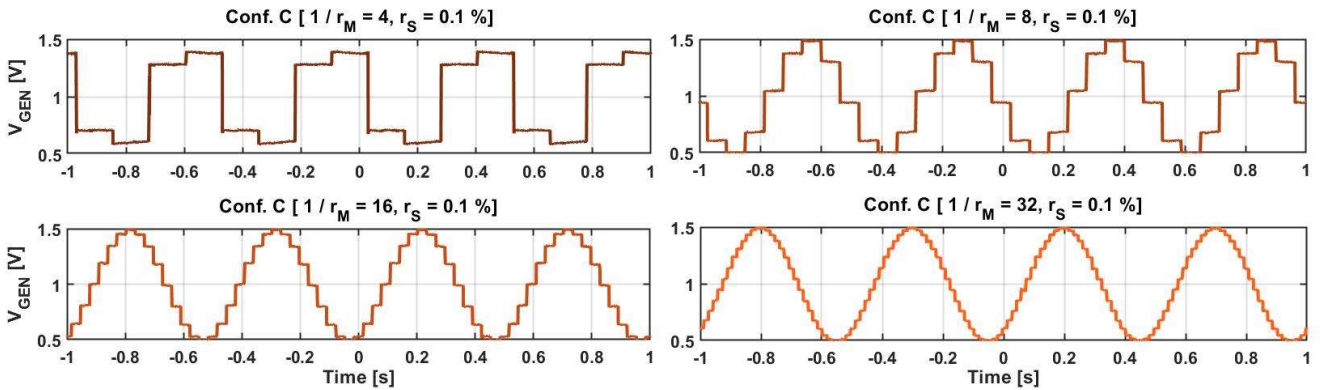 Conf. C [ 1 / r_M = 4, r_S = 0.1 %]
V_GEN [V]
1.5
1
0.5
-1 -0.8 -0.6 -0.4 -0.2 0 0.2 0.4 0.6 0.8 1
Conf. C [ 1 / r_M = 8, r_S = 0.1 %]
1.5
1
0.5
-1 -0.8 -0.6 -0.4 -0.2 0 0.2 0.4 0.6 0.8 1
Conf. C [ 1 / r_M = 16, r_S = 0.1 %]
V_GEN [V]
1.5
1
0.5
-1 -0.8 -0.6 -0.4 -0.2 0 0.2 0.4 0.6 0.8 1
Time [s]
Conf. C [ 1 / r_M = 32, r_S = 0.1 %]
1.5
1
0.5
-1 -0.8 -0.6 -0.4 -0.2 0 0.2 0.4 0.6 0.8 1
Time [s]